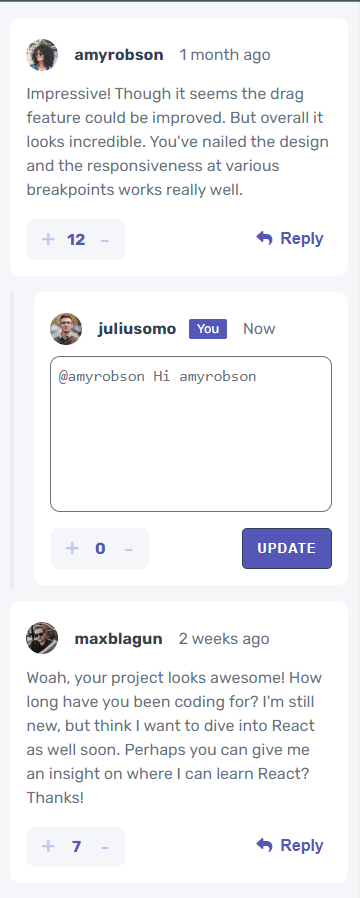 amyrobson 1 month ago
Impressive! Though it seems the drag
feature could be improved. But overall it
looks incredible. You've nailed the design
and the responsiveness at various
breakpoints works really well.
+ 12 - Reply
juliusomo You Now
@amyrobson Hi amyrobson
+ 0 - UPDATE
maxblagun 2 weeks ago
Woah, your project looks awesome! How
long have you been coding for? I'm still
new, but think I want to dive into React
as well soon. Perhaps you can give me
an insight on where I can learn React?
Thanks!
+ 7 - Reply